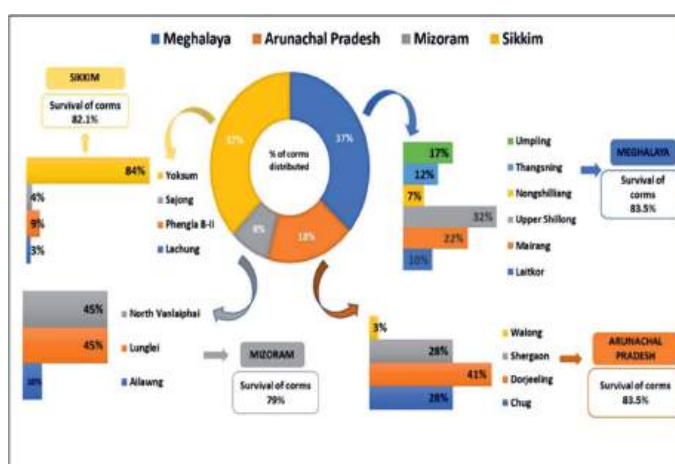 Meghalaya Arunachal Pradesh Mizoram Sikkim
SIKKIM
Survival of corms
82.1%
37%
37%
18%
8%
% of corms
distributed
84%
4%
9%
3%
Yoksum
Sajong
Phengla B-II
Lachung
17%
12%
7%
32%
22%
10%
Umpling
Thangsning
Nongshilliang
Upper Shillong
Mairang
Laitkor
MEGHALAYA
Survival of
corms
83.5%
45%
45%
10%
North Vanlaiphai
Lunglei
Ailawng
MIZORAM
Survival of corms
79%
3%
28%
41%
28%
Walong
Shergaon
Dorjeeling
Chug
ARUNACHAL
PRADESH
Survival of corms
83.5%